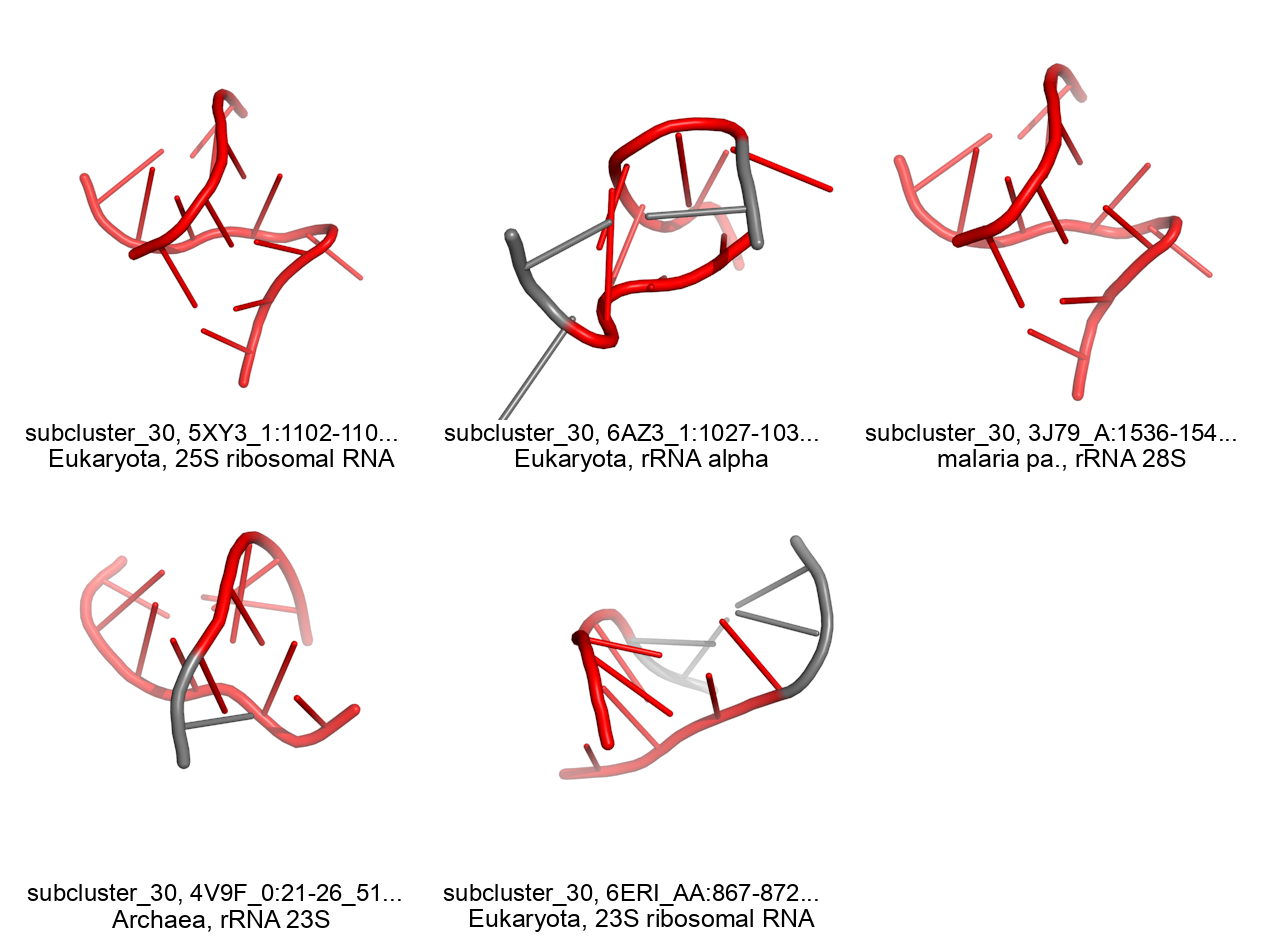 subcluster_30, 5XY3_1:1102-110...
Eukaryota, 25S ribosomal RNA
subcluster_30, 6AZ3_1:1027-103...
Eukaryota, rRNA alpha
subcluster_30, 3J79_A:1536-154...
malaria pa., rRNA 28S
subcluster_30, 4V9F_0:21-26_51...
Archaea, rRNA 23S
subcluster_30, 6ERI_AA:867-872...
Eukaryota, 23S ribosomal RNA